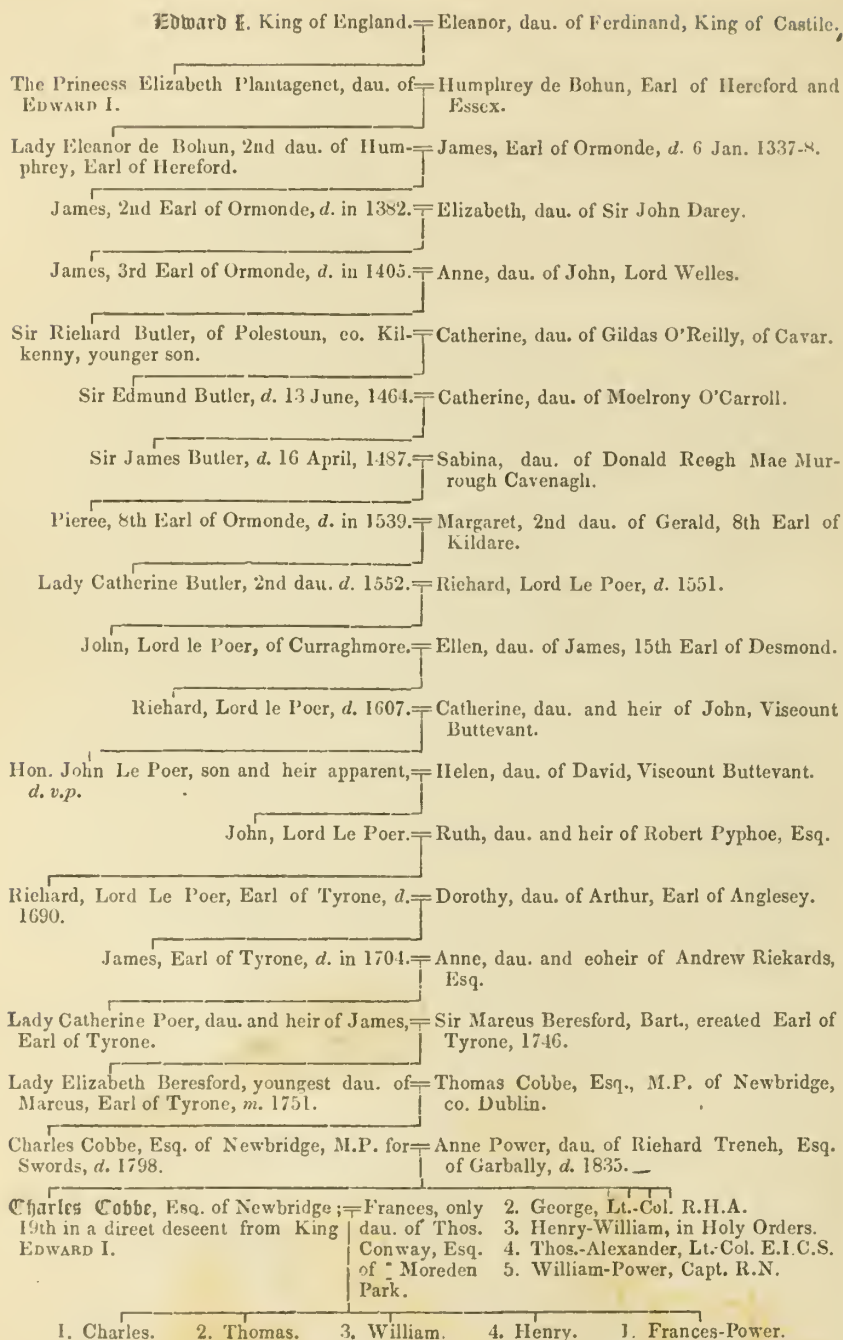 Edward I. King of England. Eleanor, dau. of Ferdinand, King of Castile.
The Princess Elizabeth Plantagenet, dau. of EDWARD I. Humphrey de Bohun, Earl of Hereford and Essex.
Lady Eleanor de Bohun, 2nd dau. of Humphrey, Earl of Hereford. James, Earl of Ormonde, d. 6 Jan. 1337-8.
James, 2nd Earl of Ormonde, d. in 1382. Elizabeth, dau. of Sir John Darcy.
James, 3rd Earl of Ormonde, d. in 1405. Anne, dau. of John, Lord Welles.
Sir Richard Butler, of Polestoun, co. Kilkenny, younger son. Catherine, dau. of Gildas O'Reilly, of Cavar.
Sir Edmund Butler, d. 13 June, 1464. Catherine, dau. of Moelrony O'Carroll.
Sir James Butler, d. 16 April, 1487. Sabina, dau. of Donald Reegh Mac Murrough Cavenagh.
Pierce, 8th Earl of Ormonde, d. in 1539. Margaret, 2nd dau. of Gerald, 8th Earl of Kildare.
Lady Catherine Butler, 2nd dau. d. 1552. Richard, Lord Le Poer, d. 1551.
John, Lord le Poer, of Curraghmore. Ellen, dau. of James, 15th Earl of Desmond.
Richard, Lord le Poer, d. 1607. Catherine, dau. and heir of John, Viscount Buttevant.
Hon. John Le Poer, son and heir apparent, d. v.p. Helen, dau. of David, Viscount Buttevant.
John, Lord Le Poer. Ruth, dau. and heir of Robert Pyphoe, Esq.
Richard, Lord Le Poer, Earl of Tyrone, d. 1690. Dorothy, dau. of Arthur, Earl of Anglesey.
James, Earl of Tyrone, d. in 1704. Anne, dau. and coheir of Andrew Rickards, Esq.
Lady Catherine Poer, dau. and heir of James, Earl of Tyrone. Sir Marcus Beresford, Bart., created Earl of Tyrone, 1746.
Lady Elizabeth Beresford, youngest dau. of Marcus, Earl of Tyrone, m. 1751. Thomas Cobbe, Esq., M.P. of Newbridge, co. Dublin.
Charles Cobbe, Esq. of Newbridge, M.P. for Swords, d. 1798. Anne Power, dau. of Richard Trench, Esq. of Garbally, d. 1835.
Charles Cobbe, Esq. of Newbridge; 19th in a direct descent from King EDWARD I. Frances, only dau. of Thos. Conway, Esq. of Moreden Park.
2. George, Lt.-Col. R.H.A.
3. Henry-William, in Holy Orders.
4. Thos.-Alexander, Lt.-Col. E.I.C.S.
5. William-Power, Capt. R.N.
1. Charles. 2. Thomas. 3. William. 4. Henry. 1. Frances-Power.